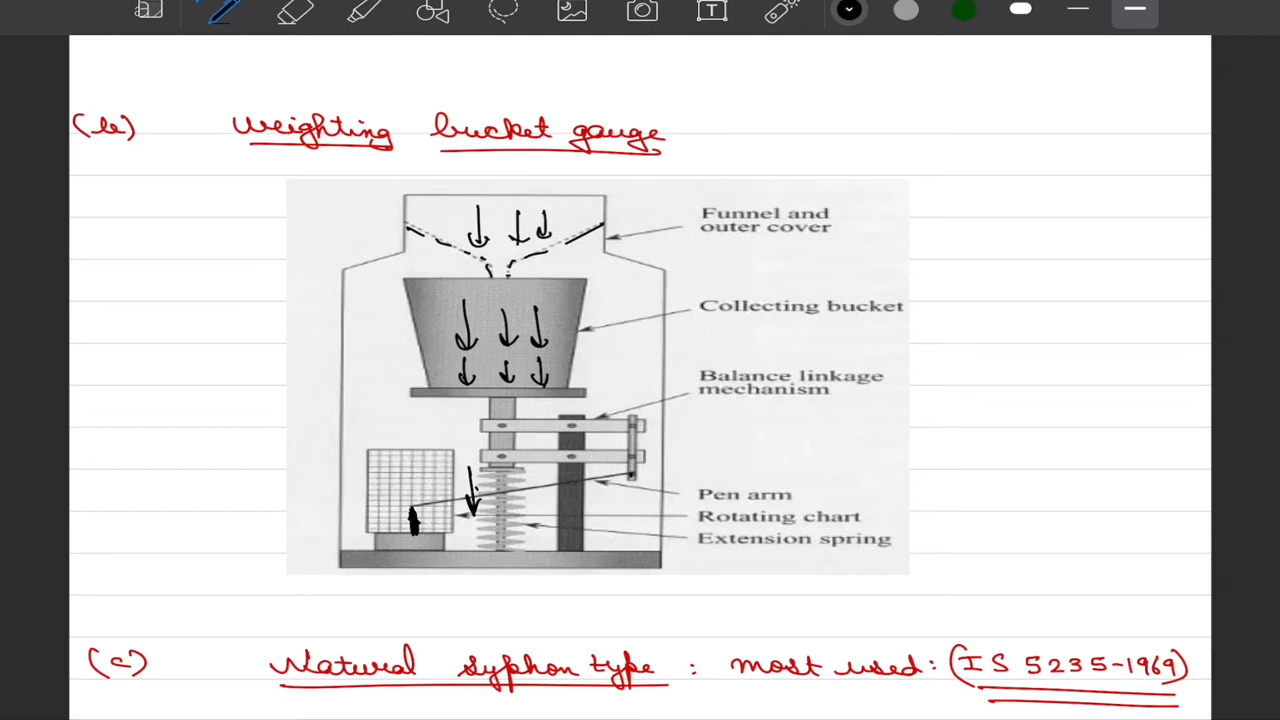 (b) Weighting bucket gauge
Funnel and
outer cover
Collecting bucket
Balance linkage
mechanism
Pen arm
Rotating chart
Extension spring
(c) Natural syphon type : most used: (IS 5235-1969)